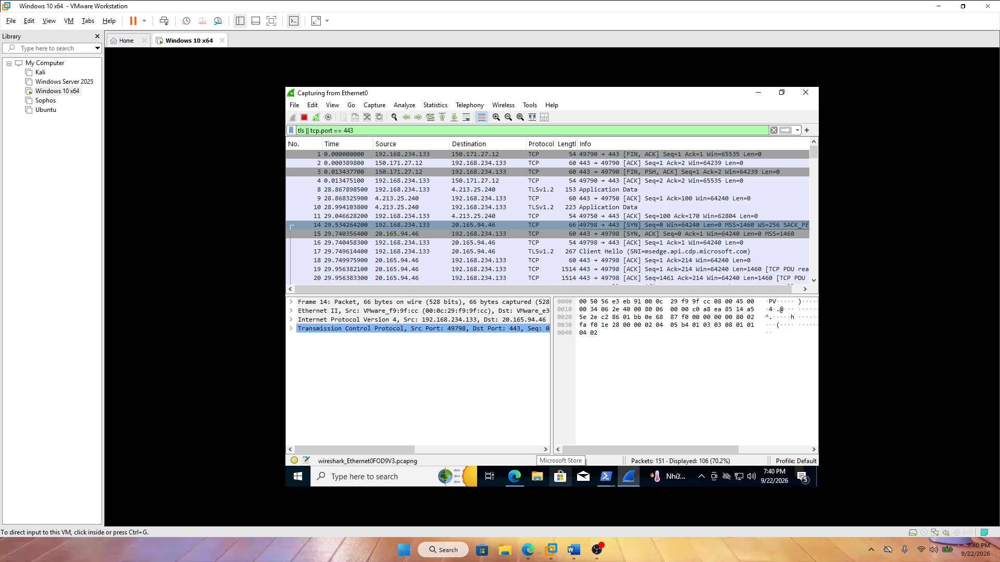 Windows 10 x64 - VMware Workstation
File Edit View VM Tabs Help
Library
Type here to search
Home
Windows 10 x64
My Computer
Kali
Windows Server 2025
Windows 10 x64
Sophos
Ubuntu
Capturing from Ethernet0
File Edit View Go Capture Analyze Statistics Telephony Wireless Tools Help
tls || tcp.port == 443
No. Time Source Destination Protocol Lengtl Info
1 0.000000000 192.168.234.133 150.171.27.12 TCP 54 49790 → 443 [FIN, ACK] Seq=1 Ack=1 Win=65535 Len=0
2 0.000389800 150.171.27.12 192.168.234.133 TCP 60 443 → 49790 [ACK] Seq=1 Ack=2 Win=64239 Len=0
3 0.013437700 150.171.27.12 192.168.234.133 TCP 60 443 → 49790 [FIN, PSH, ACK] Seq=1 Ack=2 Win=64239 Len=0
4 0.013475100 192.168.234.133 150.171.27.12 TCP 54 49790 → 443 [ACK] Seq=2 Ack=2 Win=65535 Len=0
8 28.867898500 192.168.234.133 4.213.25.240 TLSv1.2 153 Application Data
9 28.868325900 4.213.25.240 192.168.234.133 TCP 60 443 → 49750 [ACK] Seq=1 Ack=100 Win=64240 Len=0
10 28.994103800 4.213.25.240 192.168.234.133 TLSv1.2 223 Application Data
11 29.046628200 192.168.234.133 4.213.25.240 TCP 54 49750 → 443 [ACK] Seq=100 Ack=170 Win=62804 Len=0
14 29.534264200 192.168.234.133 20.165.94.46 TCP 66 49798 → 443 [SYN] Seq=0 Win=64240 Len=0 MSS=1460 WS=256 SACK_PE
15 29.740356400 20.165.94.46 192.168.234.133 TCP 60 443 → 49798 [SYN, ACK] Seq=0 Ack=1 Win=64240 Len=0 MSS=1460
16 29.740458300 192.168.234.133 20.165.94.46 TCP 54 49798 → 443 [ACK] Seq=1 Ack=1 Win=64240 Len=0
17 29.749614400 192.168.234.133 20.165.94.46 TLSv1.2 267 Client Hello (SNI=msedge.api.cdp.microsoft.com)
18 29.749975900 20.165.94.46 192.168.234.133 TCP 60 443 → 49798 [ACK] Seq=1 Ack=214 Win=64240 Len=0
19 29.956382100 20.165.94.46 192.168.234.133 TCP 1514 443 → 49798 [ACK] Seq=1 Ack=214 Win=64240 Len=1460 [TCP PDU rea
20 29.956383300 20.165.94.46 192.168.234.133 TCP 1514 443 → 49798 [ACK] Seq=1461 Ack=214 Win=64240 Len=1460 [TCP PDU
Frame 14: Packet, 66 bytes on wire (528 bits), 66 bytes captured (528
Ethernet II, Src: VMware_f9:9f:cc (00:0c:29:f9:9f:cc), Dst: VMware_e3
Internet Protocol Version 4, Src: 192.168.234.133, Dst: 20.165.94.46
Transmission Control Protocol, Src Port: 49798, Dst Port: 443, Seq: 0
0000 00 50 56 e3 eb 91 00 0c 29 f9 9f cc 08 00 45 00 ·PV····· )·····
0010 00 34 06 2e 40 00 80 06 00 00 c0 a8 ea 85 14 a5 ·4·.@··· ······
0020 5e 2e c2 86 01 bb 0e 68 87 f0 00 00 00 00 80 02 ^.·····h ······
0030 fa f0 1e 28 00 00 02 04 05 b4 01 03 03 08 01 01 ···(···· ······
0040 04 02 ··
wireshark_Ethernet0FOD9V3.pcapng
Microsoft Store
Packets: 151 · Displayed: 106 (70.2%)
Profile: Default
Type here to search
Nhữ...
7:40 PM
9/22/2026
5
To direct input to this VM, click inside or press Ctrl+G.
Search
7:40 PM
9/22/2026